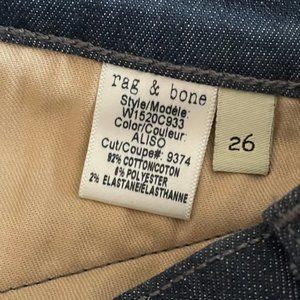 rag & bone
Style/Modèle:
W1520C933
Color/Couleur:
ALISO
Cut/Coupe#: 9374
92% COTTON/COTON
6% POLYESTER
2% ELASTANE/ELASTHANNE
26